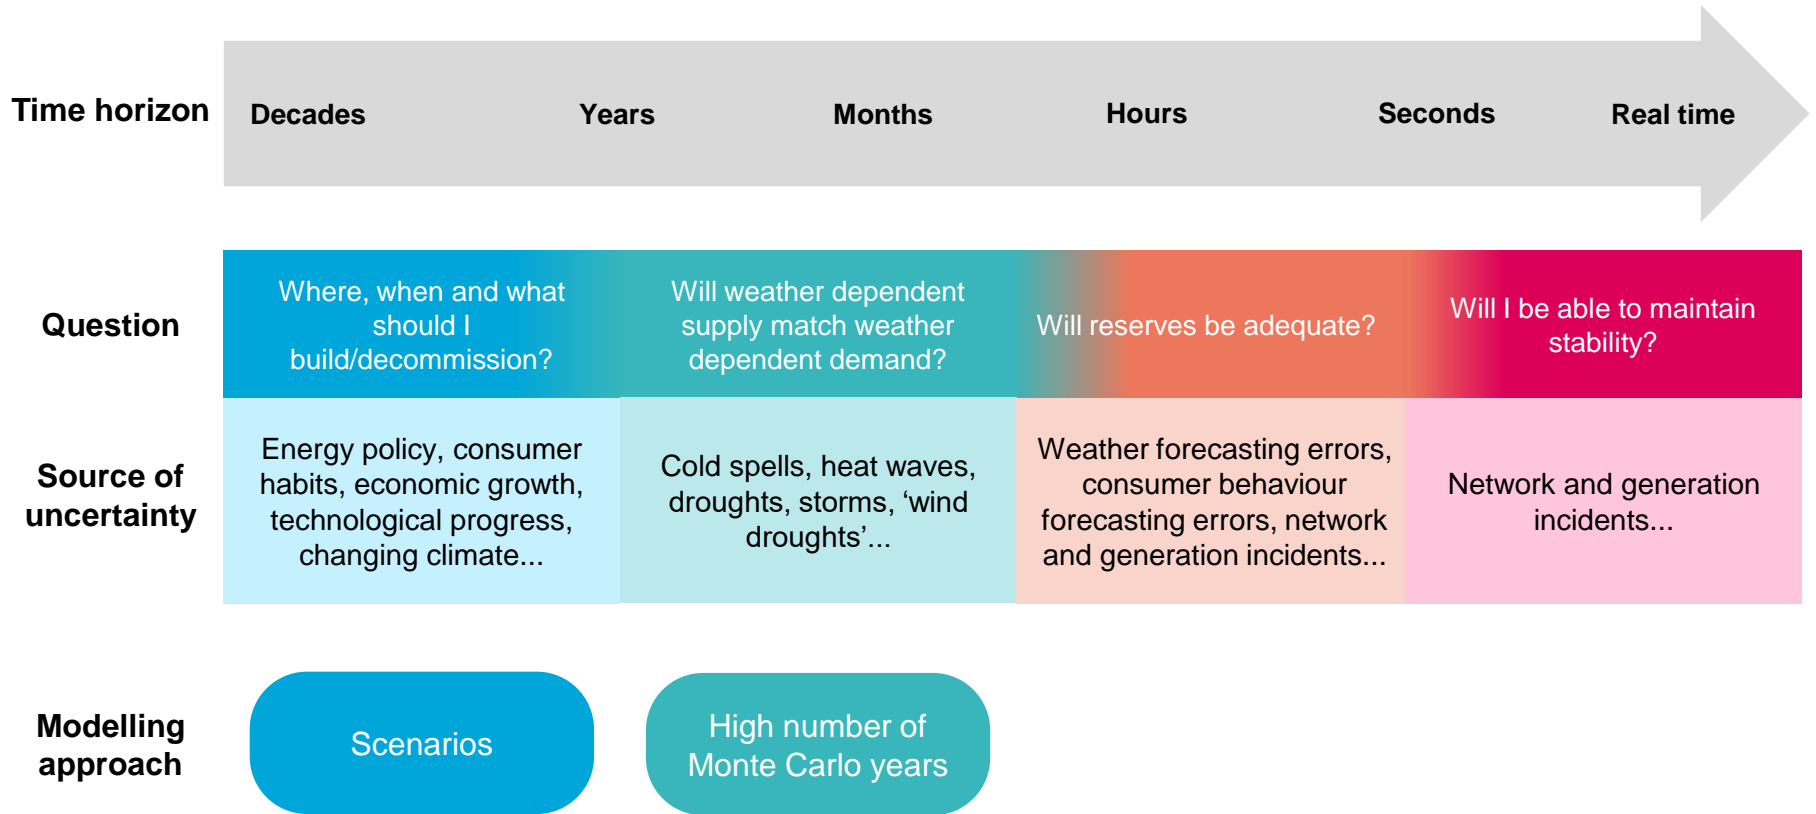 Time horizon
Decades
Years
Months
Hours
Seconds
Real time
Question
Where, when and what
should I
build/decommission?
Will weather dependent
supply match weather
dependent demand?
Will reserves be adequate?
Will I be able to maintain
stability?
Source of
uncertainty
Energy policy, consumer
habits, economic growth,
technological progress,
changing climate...
Cold spells, heat waves,
droughts, storms, ‘wind
droughts’...
Weather forecasting errors,
consumer behaviour
forecasting errors, network
and generation incidents...
Network and generation
incidents...
Modelling
approach
Scenarios
High number of
Monte Carlo years